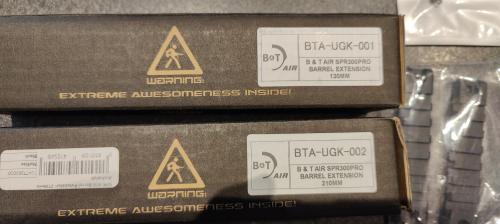 BTA-UGK-001
B & T AIR SPR300PRO
BARREL EXTENSION
130MM
B&T
AIR
WARNING:
EXTREME AWESOMENESS INSIDE!
BTA-UGK-002
B & T AIR SPR300PRO
BARREL EXTENSION
210MM
B&T
AIR
WARNING:
EXTREME AWESOMENESS INSIDE!